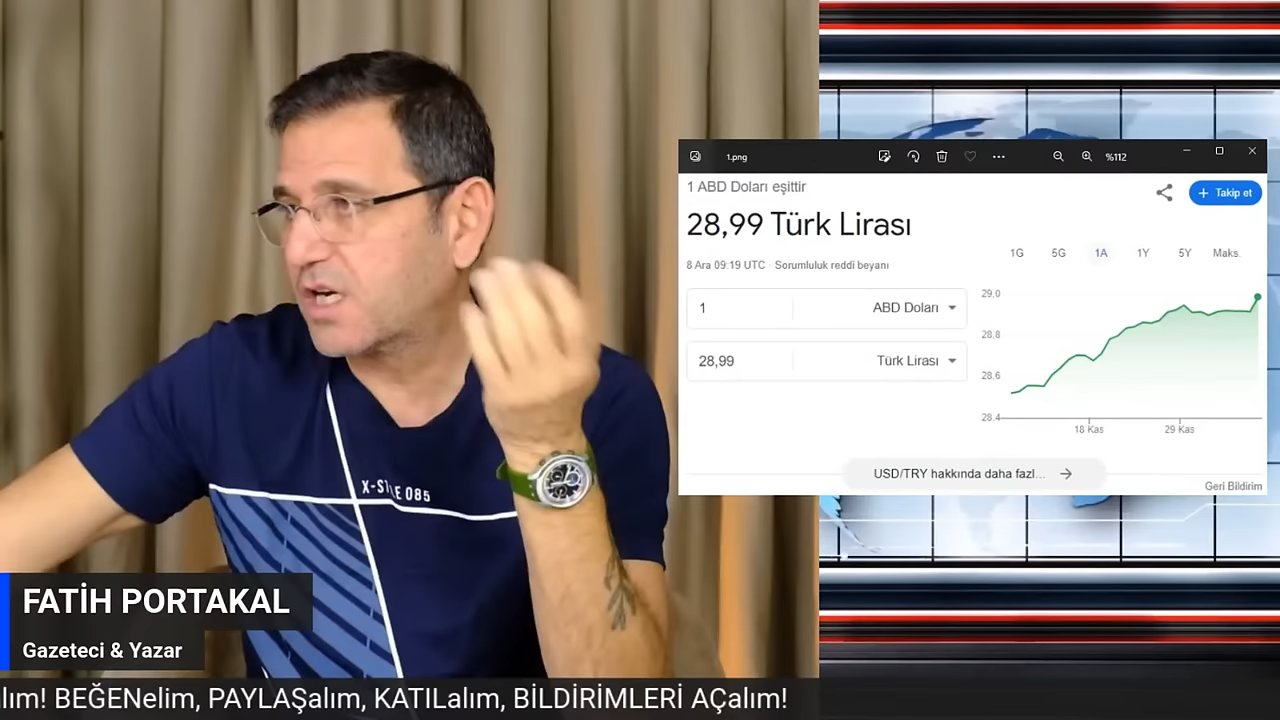 1.png
%112
1 ABD Doları eşittir
28,99 Türk Lirası
8 Ara 09:19 UTC · Sorumluluk reddi beyanı
Takip et
1G 5G 1A 1Y 5Y Maks.
1 ABD Doları
28,99 Türk Lirası
29,0
28,8
28,6
28,4
18 Kas 29 Kas
USD/TRY hakkında daha fazl...
Geri Bildirim
085
FATİH PORTAKAL
Gazeteci & Yazar
BEĞENelim, PAYLAŞalım, KATILalım, BİLDİRİMLERİ AÇalım!